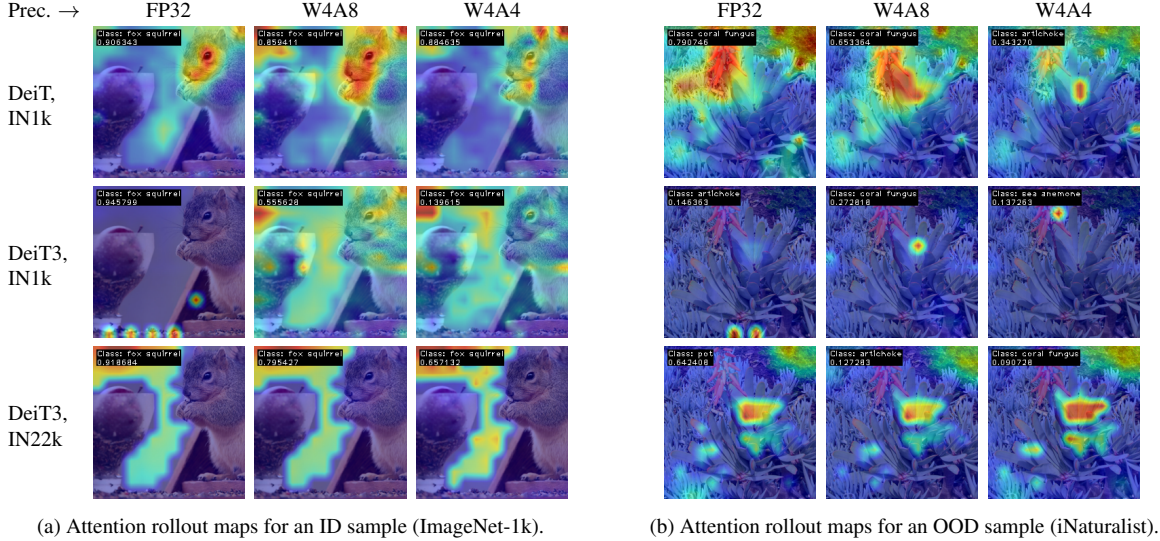 Prec. → FP32 W4A8 W4A4 FP32 W4A8 W4A4
DeiT,
IN1k
Class: fox squirrel
0.906343
Class: fox squirrel
0.859411
Class: fox squirrel
0.884635
Class: coral fungus
0.790746
Class: coral fungus
0.653364
Class: artichoke
0.343270
DeiT3,
IN1k
Class: fox squirrel
0.945799
Class: fox squirrel
0.555628
Class: fox squirrel
0.139615
Class: artichoke
0.146363
Class: coral fungus
0.272818
Class: sea anemone
0.137263
DeiT3,
IN22k
Class: fox squirrel
0.918684
Class: fox squirrel
0.795427
Class: fox squirrel
0.657132
Class: pot
0.642408
Class: artichoke
0.127283
Class: coral fungus
0.090728
(a) Attention rollout maps for an ID sample (ImageNet-1k).
(b) Attention rollout maps for an OOD sample (iNaturalist).